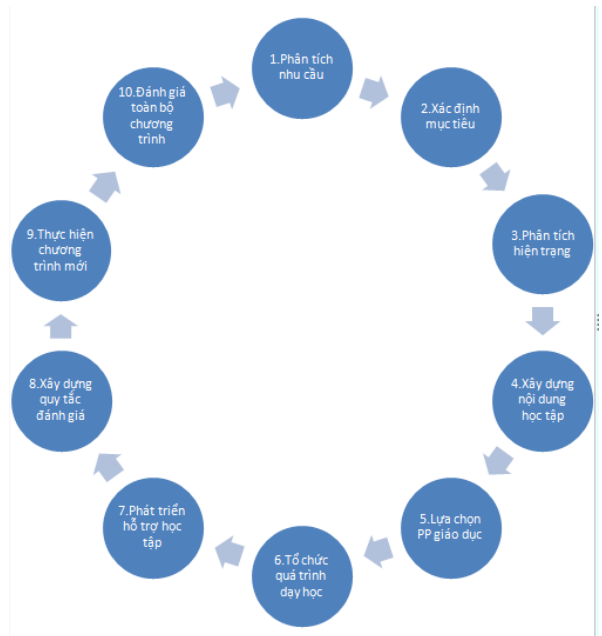 1.Phân tích
nhu cầu
2.Xác định
mục tiêu
3.Phân tích
hiện trạng
4.Xây dựng
nội dung
học tập
5.Lựa chọn
PP giáo dục
6.Tổ chức
quá trình
dạy học
7.Phát triển
hỗ trợ học
tập
8.Xây dựng
quy tắc
đánh giá
9.Thực hiện
chương
trình mới
10.Đánh giá
toàn bộ
chương
trình